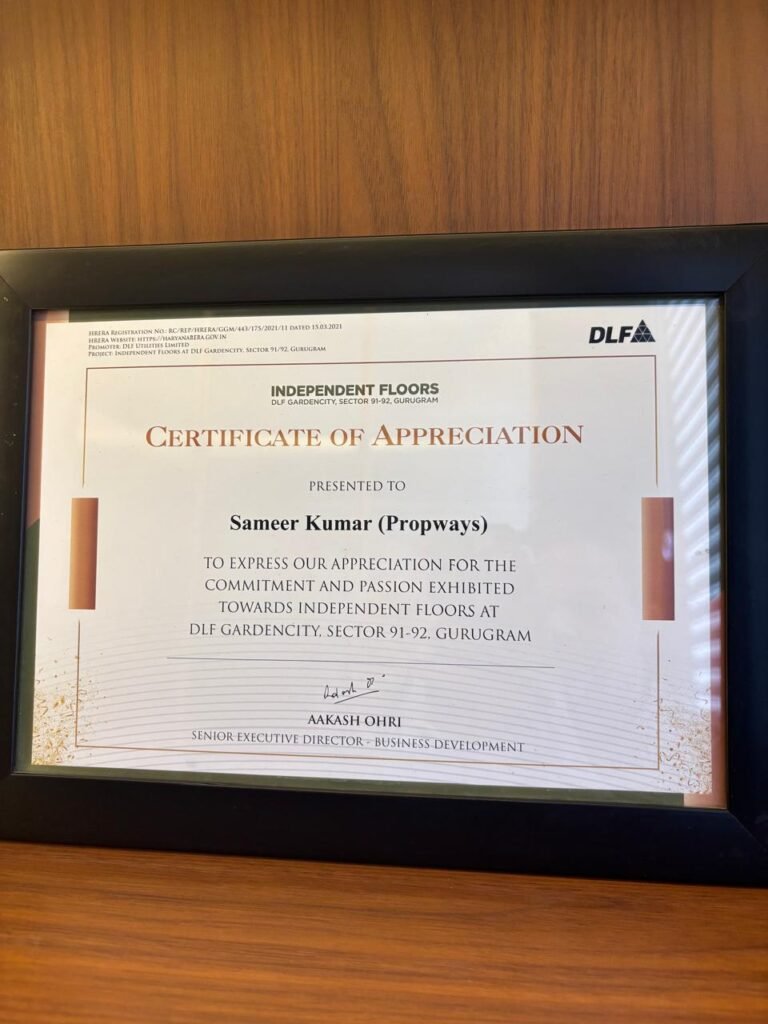 HRERA Registration No.: RC/REP/HRERA/GGM/443/175/2021/11 dated 15.03.2021
HRERA Website: https://haryanarera.gov.in
Promoter: DLF Utilities Limited
Project: Independent Floors at DLF Gardencity, Sector 91/92, Gurugram
DLF
INDEPENDENT FLOORS
DLF GARDENCITY, SECTOR 91-92, GURUGRAM
CERTIFICATE OF APPRECIATION
PRESENTED TO
Sameer Kumar (Propways)
TO EXPRESS OUR APPRECIATION FOR THE
COMMITMENT AND PASSION EXHIBITED
TOWARDS INDEPENDENT FLOORS AT
DLF GARDENCITY, SECTOR 91-92, GURUGRAM
AAKASH OHRI
SENIOR EXECUTIVE DIRECTOR - BUSINESS DEVELOPMENT